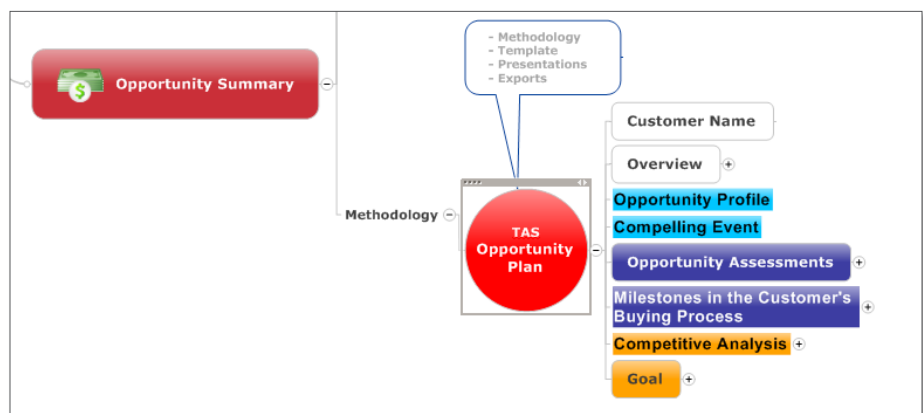 - Methodology
- Template
- Presentations
- Exports
Opportunity Summary
Customer Name
Overview
Opportunity Profile
Methodology
TAS
Opportunity
Plan
Compelling Event
Opportunity Assessments
Milestones in the Customer's
Buying Process
Competitive Analysis
Goal